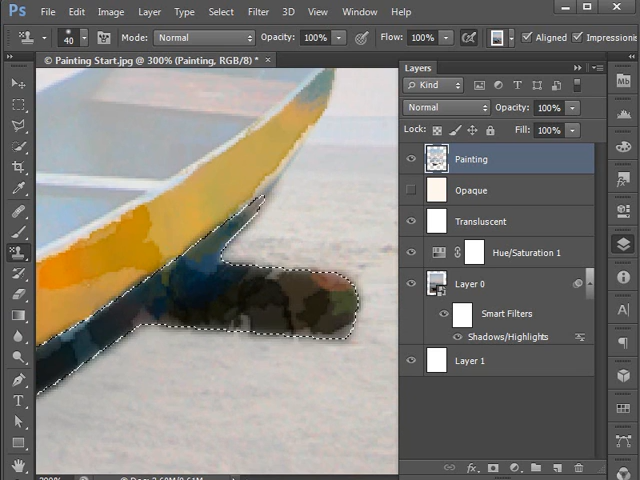 Ps File Edit Image Layer Type Select Filter 3D View Window Help
40 Mode: Normal Opacity: 100% Flow: 100% Aligned Impressionis
© Painting Start.jpg @ 300% (Painting, RGB/8) * ×
Layers
Kind
Normal Opacity: 100%
Lock: Fill: 100%
Painting
Opaque
Transluscent
Hue/Saturation 1
Layer 0
Smart Filters
Shadows/Highlights
Layer 1